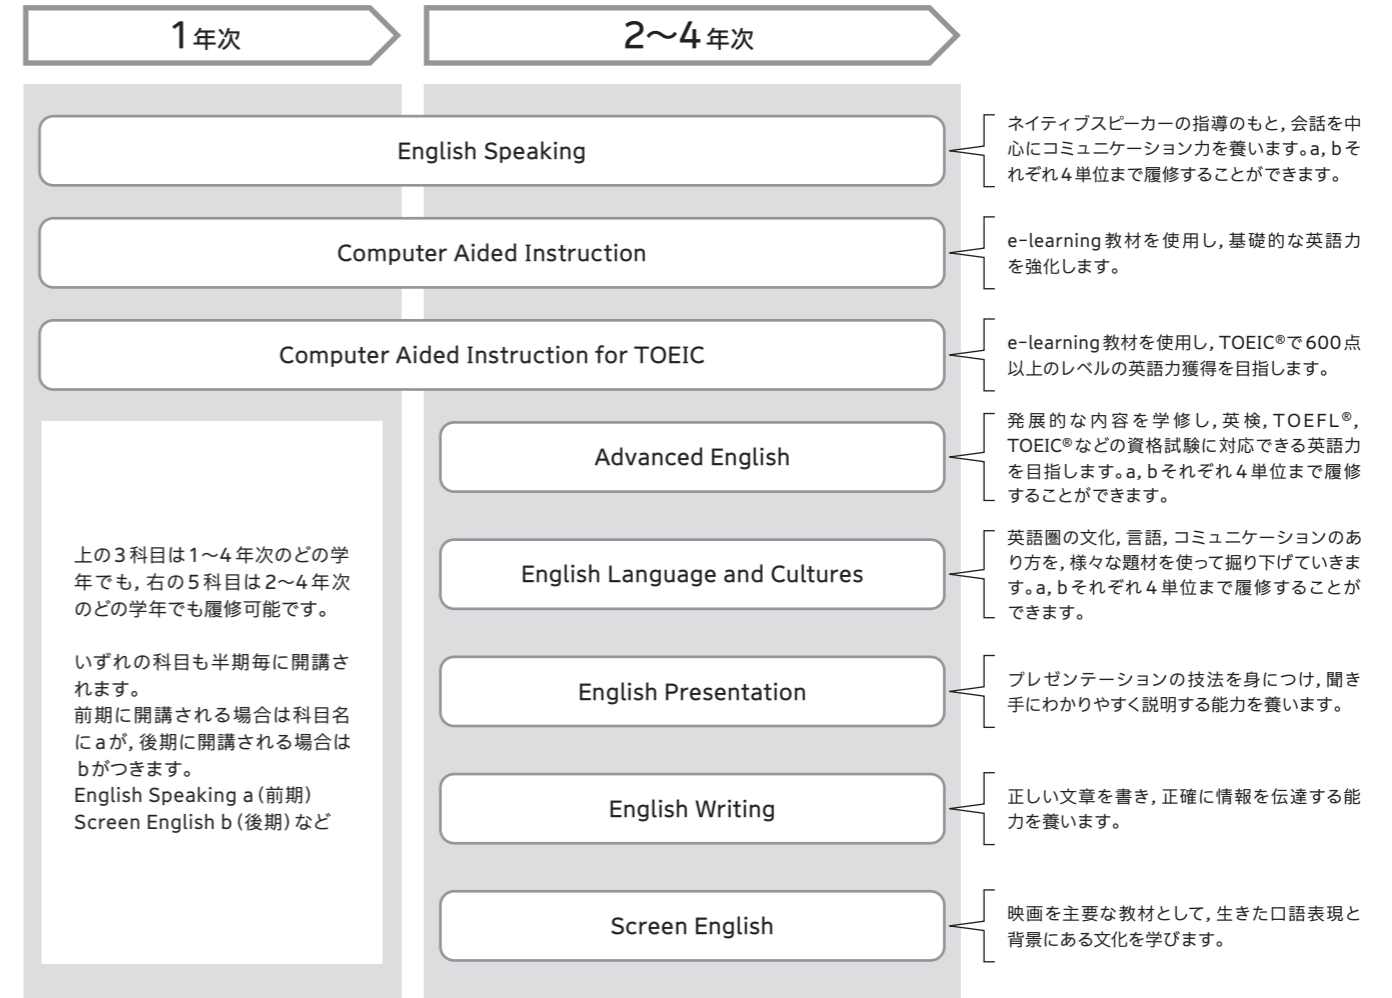 1年次
2～4年次
English Speaking
ネイティブスピーカーの指導のもと, 会話を中
心にコミュニケーション力を養います。a, bそ
れぞれ4単位まで履修することができます。
Computer Aided Instruction
e-learning教材を使用し, 基礎的な英語力
を強化します。
Computer Aided Instruction for TOEIC
e-learning教材を使用し, TOEIC®で600点
以上のレベルの英語力獲得を目指します。
上の3科目は1～4年次のどの学
年でも, 右の5科目は2～4年次
のどの学年でも履修可能です。
いずれの科目も半期毎に開講さ
れます。
前期に開講される場合は科目名
にaが, 後期に開講される場合は
bがつきます。
English Speaking a (前期)
Screen English b (後期) など
Advanced English
発展的な内容を学修し, 英検, TOEFL®,
TOEIC®などの資格試験に対応できる英語力
を目指します。a, bそれぞれ4単位まで履修
することができます。
English Language and Cultures
英語圏の文化, 言語, コミュニケーションのあ
り方を, 様々な題材を使って掘り下げていきま
す。a, bそれぞれ4単位まで履修することが
できます。
English Presentation
プレゼンテーションの技法を身につけ, 聞き
手にわかりやすく説明する能力を養います。
English Writing
正しい文章を書き, 正確に情報を伝達する能
力を養います。
Screen English
映画を主要な教材として, 生きた口語表現と
背景にある文化を学びます。